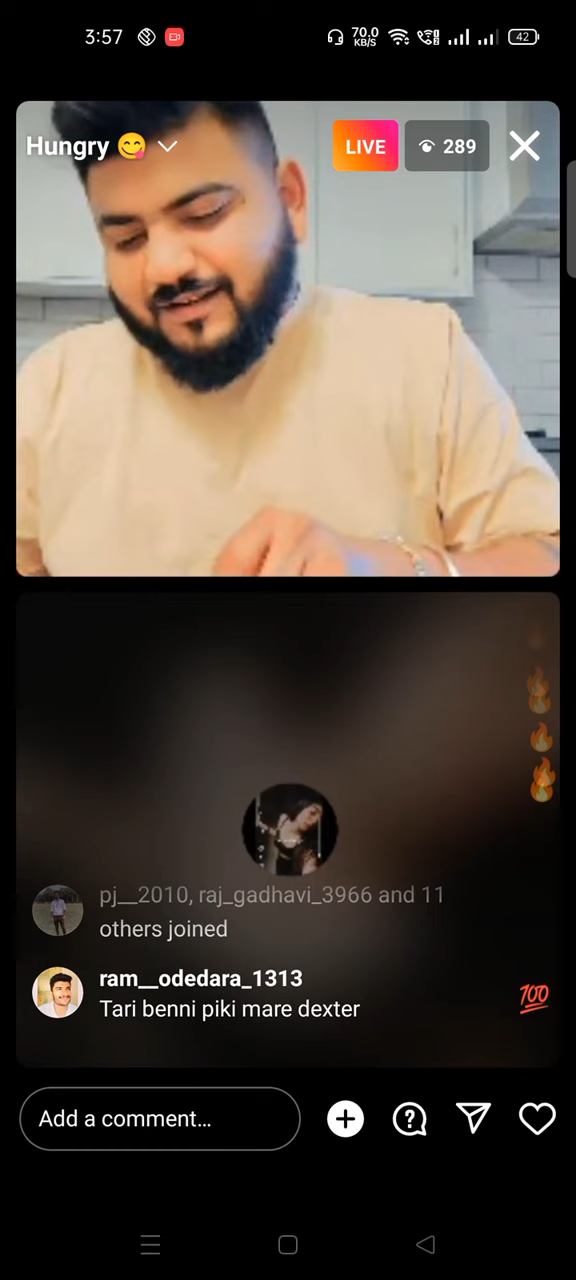 3:57
70.0
KB/S
42
Hungry 😋
LIVE
289
pj__2010, raj_gadhavi_3966 and 11
others joined
ram__odedara_1313
Tari benni piki mare dexter
💯
Add a comment...